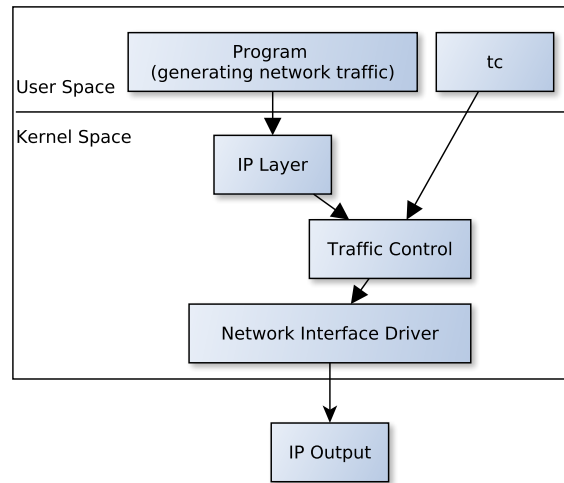 Program
(generating network traffic)
tc
User Space
Kernel Space
IP Layer
Traffic Control
Network Interface Driver
IP Output